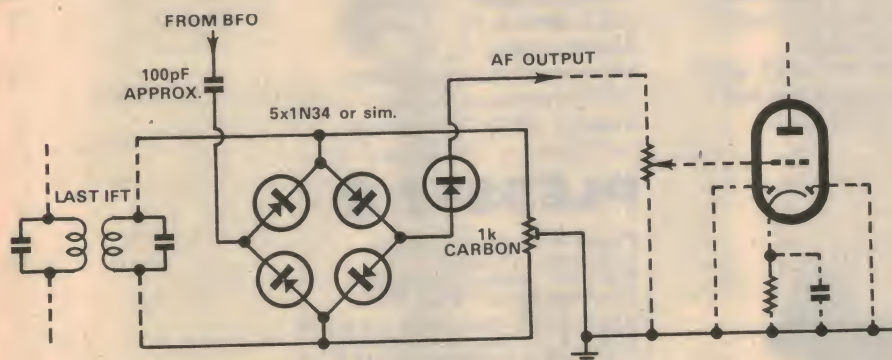 FROM BFO
100pF
APPROX.
5x1N34 or sim.
AF OUTPUT
LAST IFT
1k
CARBON